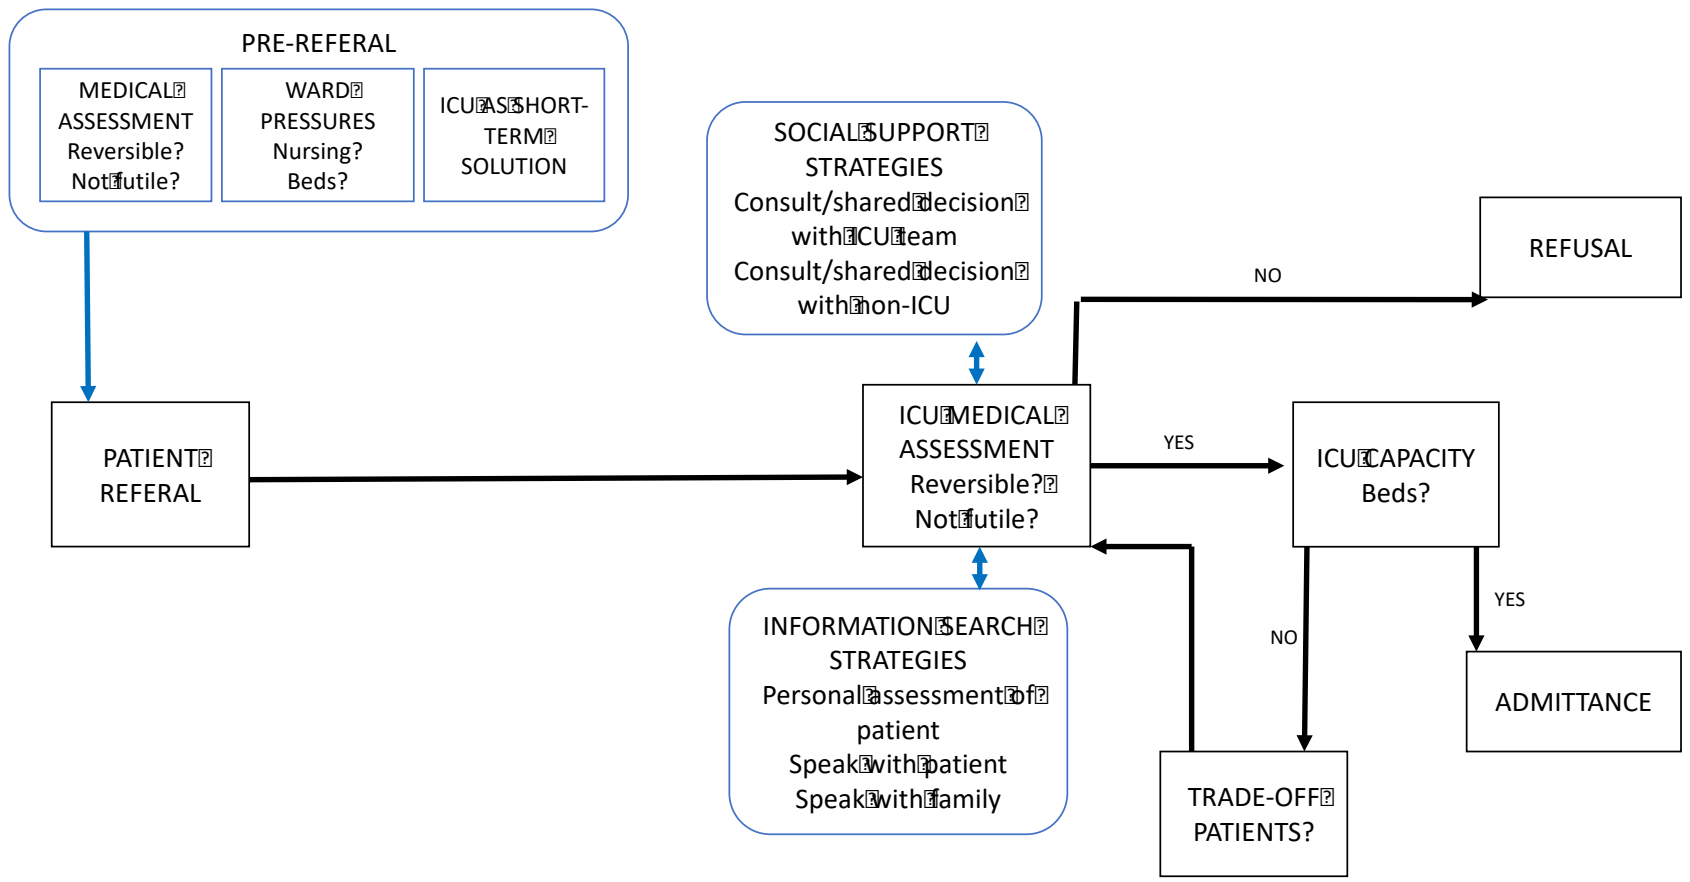 PRE-REFERAL
MEDICAL
ASSESSMENT
Reversible?
Not futile?
WARD
PRESSURES
Nursing?
Beds?
ICU AS SHORT-
TERM
SOLUTION
SOCIAL SUPPORT
STRATEGIES
Consult/shared decision
with ICU team
Consult/shared decision
with non-ICU
REFUSAL
NO
PATIENT
REFERAL
ICU MEDICAL
ASSESSMENT
Reversible?
Not futile?
YES
ICU CAPACITY
Beds?
INFORMATION SEARCH
STRATEGIES
Personal assessment of
patient
Speak with patient
Speak with family
NO
YES
ADMITTANCE
TRADE-OFF
PATIENTS?